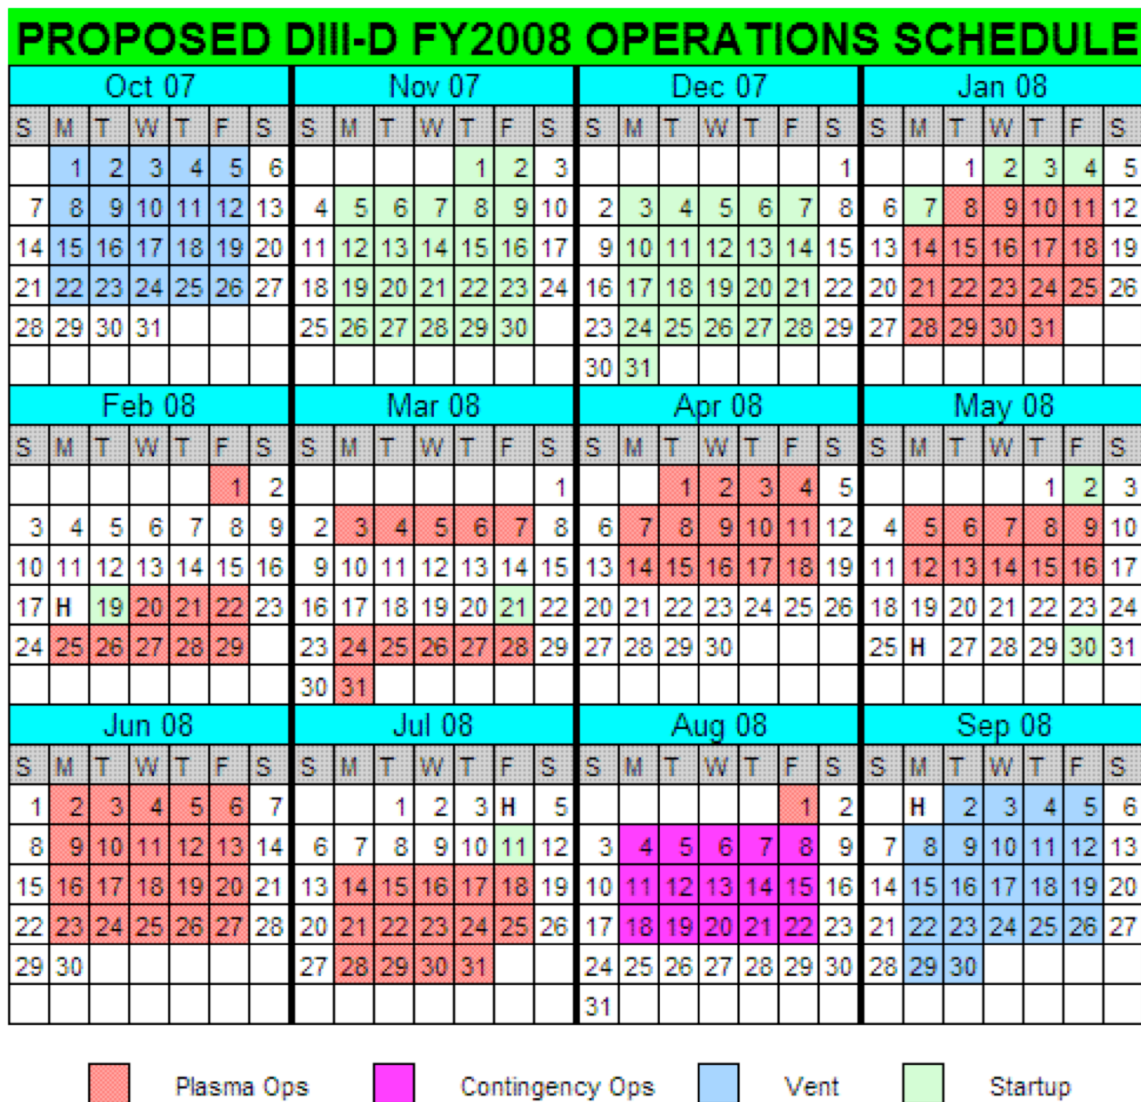 PROPOSED DIII-D FY2008 OPERATIONS SCHEDULE
Oct 07 Nov 07 Dec 07 Jan 08
S M T W T F S S M T W T F S S M T W T F S S M T W T F S
1 2 3 4 5 6 1 2 3 1 1 2 3 4 5
7 8 9 10 11 12 13 4 5 6 7 8 9 10 2 3 4 5 6 7 8 6 7 8 9 10 11 12
14 15 16 17 18 19 20 11 12 13 14 15 16 17 9 10 11 12 13 14 15 13 14 15 16 17 18 19
21 22 23 24 25 26 27 18 19 20 21 22 23 24 16 17 18 19 20 21 22 20 21 22 23 24 25 26
28 29 30 31 25 26 27 28 29 30 23 24 25 26 27 28 29 27 28 29 30 31
30 31
Feb 08 Mar 08 Apr 08 May 08
S M T W T F S S M T W T F S S M T W T F S S M T W T F S
1 2 1 1 2 3 4 5 1 2 3
3 4 5 6 7 8 9 2 3 4 5 6 7 8 6 7 8 9 10 11 12 4 5 6 7 8 9 10
10 11 12 13 14 15 16 9 10 11 12 13 14 15 13 14 15 16 17 18 19 11 12 13 14 15 16 17
17 H 19 20 21 22 23 16 17 18 19 20 21 22 20 21 22 23 24 25 26 18 19 20 21 22 23 24
24 25 26 27 28 29 23 24 25 26 27 28 29 27 28 29 30 25 H 27 28 29 30 31
30 31
Jun 08 Jul 08 Aug 08 Sep 08
S M T W T F S S M T W T F S S M T W T F S S M T W T F S
1 2 3 4 5 6 7 1 2 3 H 5 1 2 H 2 3 4 5 6
8 9 10 11 12 13 14 6 7 8 9 10 11 12 3 4 5 6 7 8 9 7 8 9 10 11 12 13
15 16 17 18 19 20 21 13 14 15 16 17 18 19 10 11 12 13 14 15 16 14 15 16 17 18 19 20
22 23 24 25 26 27 28 20 21 22 23 24 25 26 17 18 19 20 21 22 23 21 22 23 24 25 26 27
29 30 27 28 29 30 31 24 25 26 27 28 29 30 28 29 30
31
Plasma Ops Contingency Ops Vent Startup